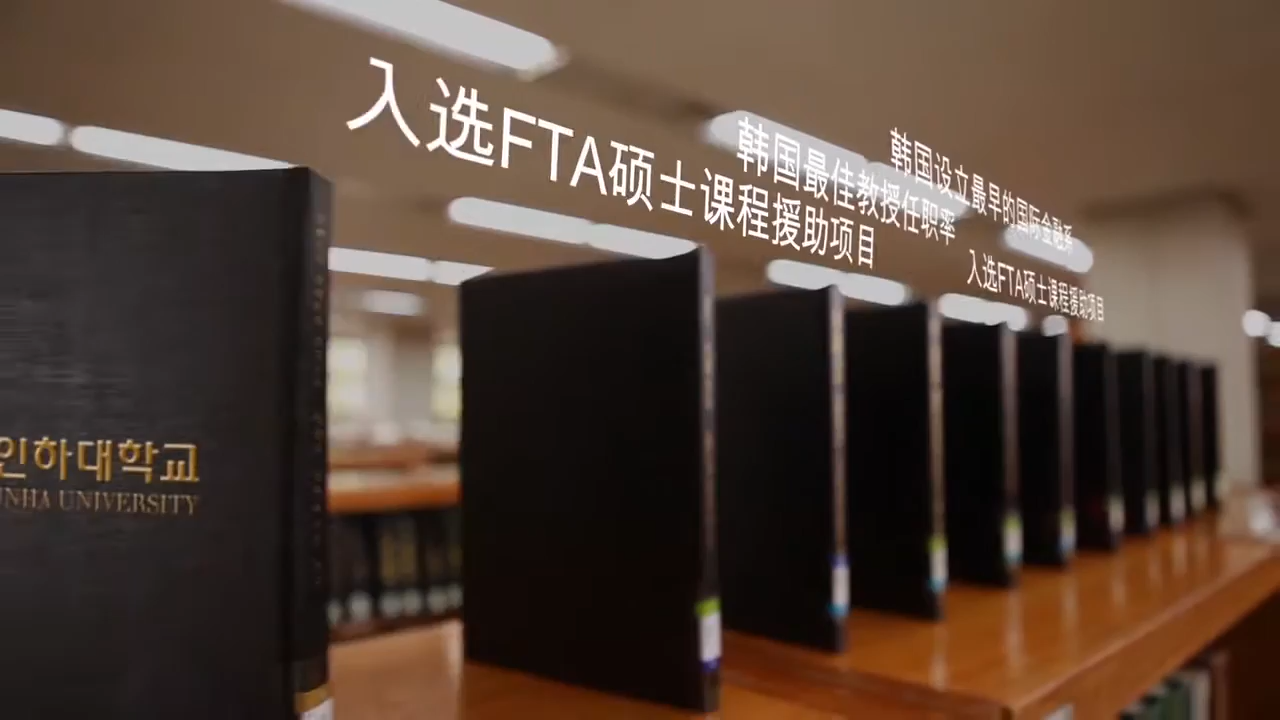 入选FTA硕士课程援助项目
韩国最佳教授任职率
韩国设立最早的国际金融系
入选FTA硕士课程援助项目
인하대학교
INHA UNIVERSITY